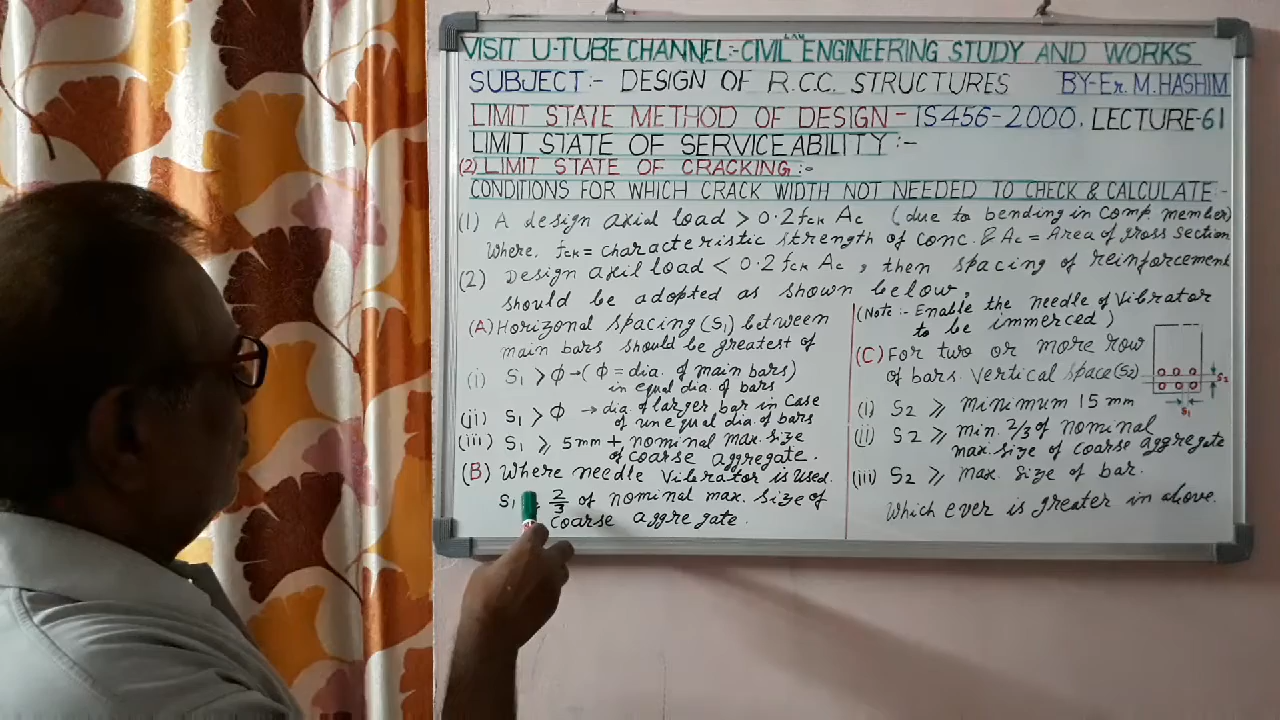 LAW
VISIT U-TUBE CHANNEL:-CIVIL ENGINEERING STUDY AND WORKS
SUBJECT:- DESIGN OF R.C.C. STRUCTURES BY-Er. M. HASHIM
LIMIT STATE METHOD OF DESIGN-IS456-2000. LECTURE-61
LIMIT STATE OF SERVICEABILITY:-
(2) LIMIT STATE OF CRACKING:-
CONDITIONS FOR WHICH CRACK WIDTH NOT NEEDED TO CHECK & CALCULATE:-
(1) A design axial load > 0.2fck Ac (due to bending in comp. member)
Where, fck = characteristic strength of conc. & Ac = Area of gross section
(2) Design axil load < 0.2 fck Ac, then spacing of reinforcement
should be adopted as shown below,
(A) Horizonal spacing (S1) between
main bars should be greatest of
(i) S1 > φ → (φ = dia. of main bars)
in equal dia. of bars
(ii) S1 > φ → dia. of larger bar in case
of unequal dia. of bars
(iii) S1 ⩾ 5mm + nominal max. size
of coarse aggregate.
(B) Where needle vibrator is used.
S1 2/3 of nominal max. size of
coarse aggregate.
(Note:- Enable the needle of vibrator
to be immerced)
(C) For two or more row
of bars. vertical space (S2)
(i) S2 ⩾ minimum 15 mm
(ii) S2 ⩾ min. 2/3 of nominal
max. size of coarse aggregate
(iii) S2 ⩾ max. size of bar.
Which ever is greater in above.
S2
S1